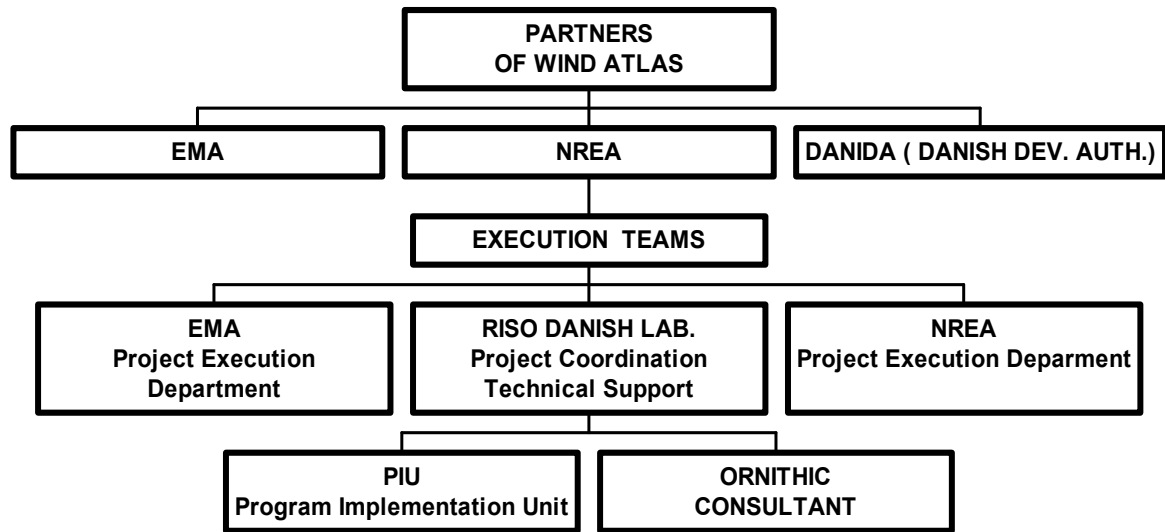 PARTNERS
OF WIND ATLAS
EMA
NREA
DANIDA ( DANISH DEV. AUTH.)
EXECUTION TEAMS
EMA
Project Execution
Department
RISO DANISH LAB.
Project Coordination
Technical Support
NREA
Project Execution Deparment
PIU
Program Implementation Unit
ORNITHIC
CONSULTANT